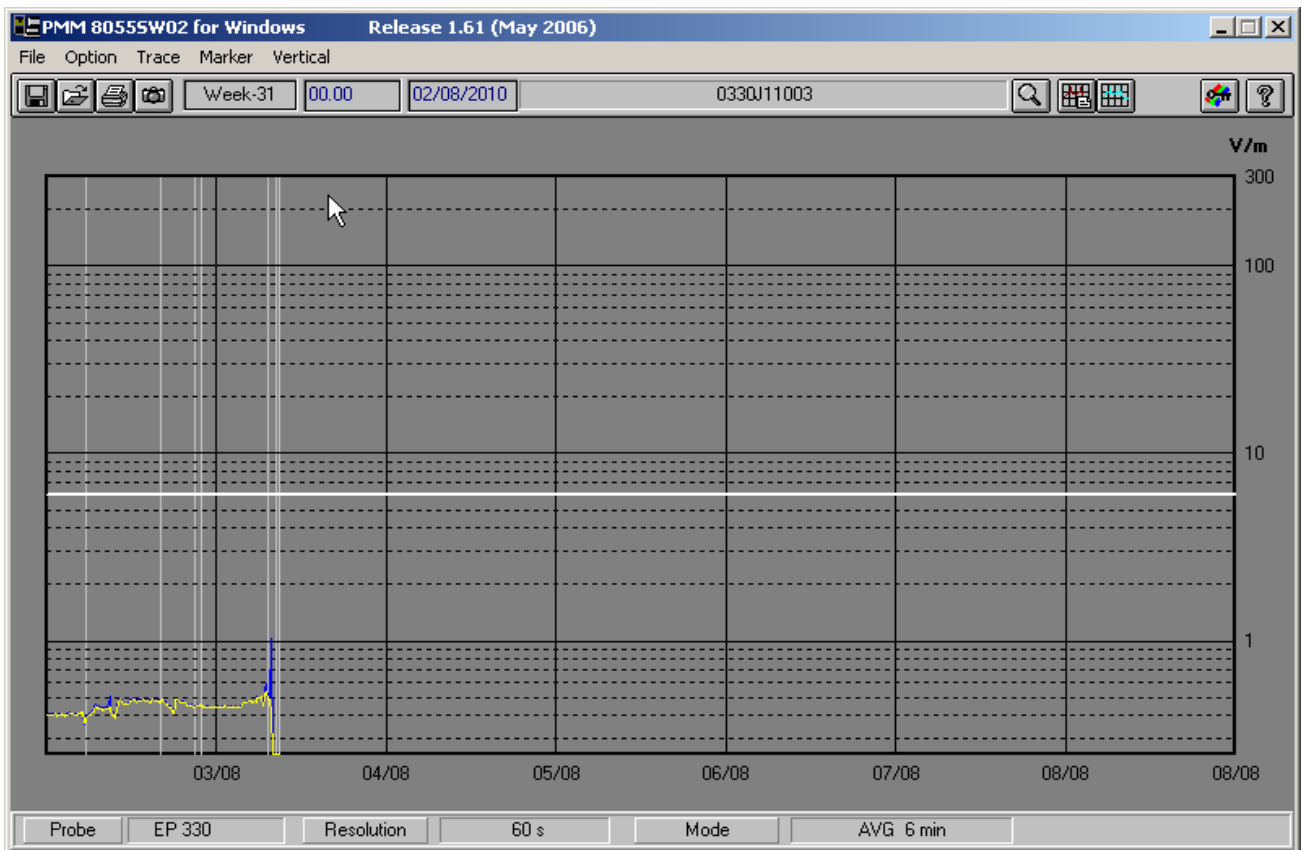 PMM 8055SW02 for Windows Release 1.61 (May 2006)
File Option Trace Marker Vertical
Week-31 00.00 02/08/2010 0330J11003
V/m
300
100
10
1
03/08 04/08 05/08 06/08 07/08 08/08 08/08
Probe EP 330 Resolution 60 s Mode AVG 6 min